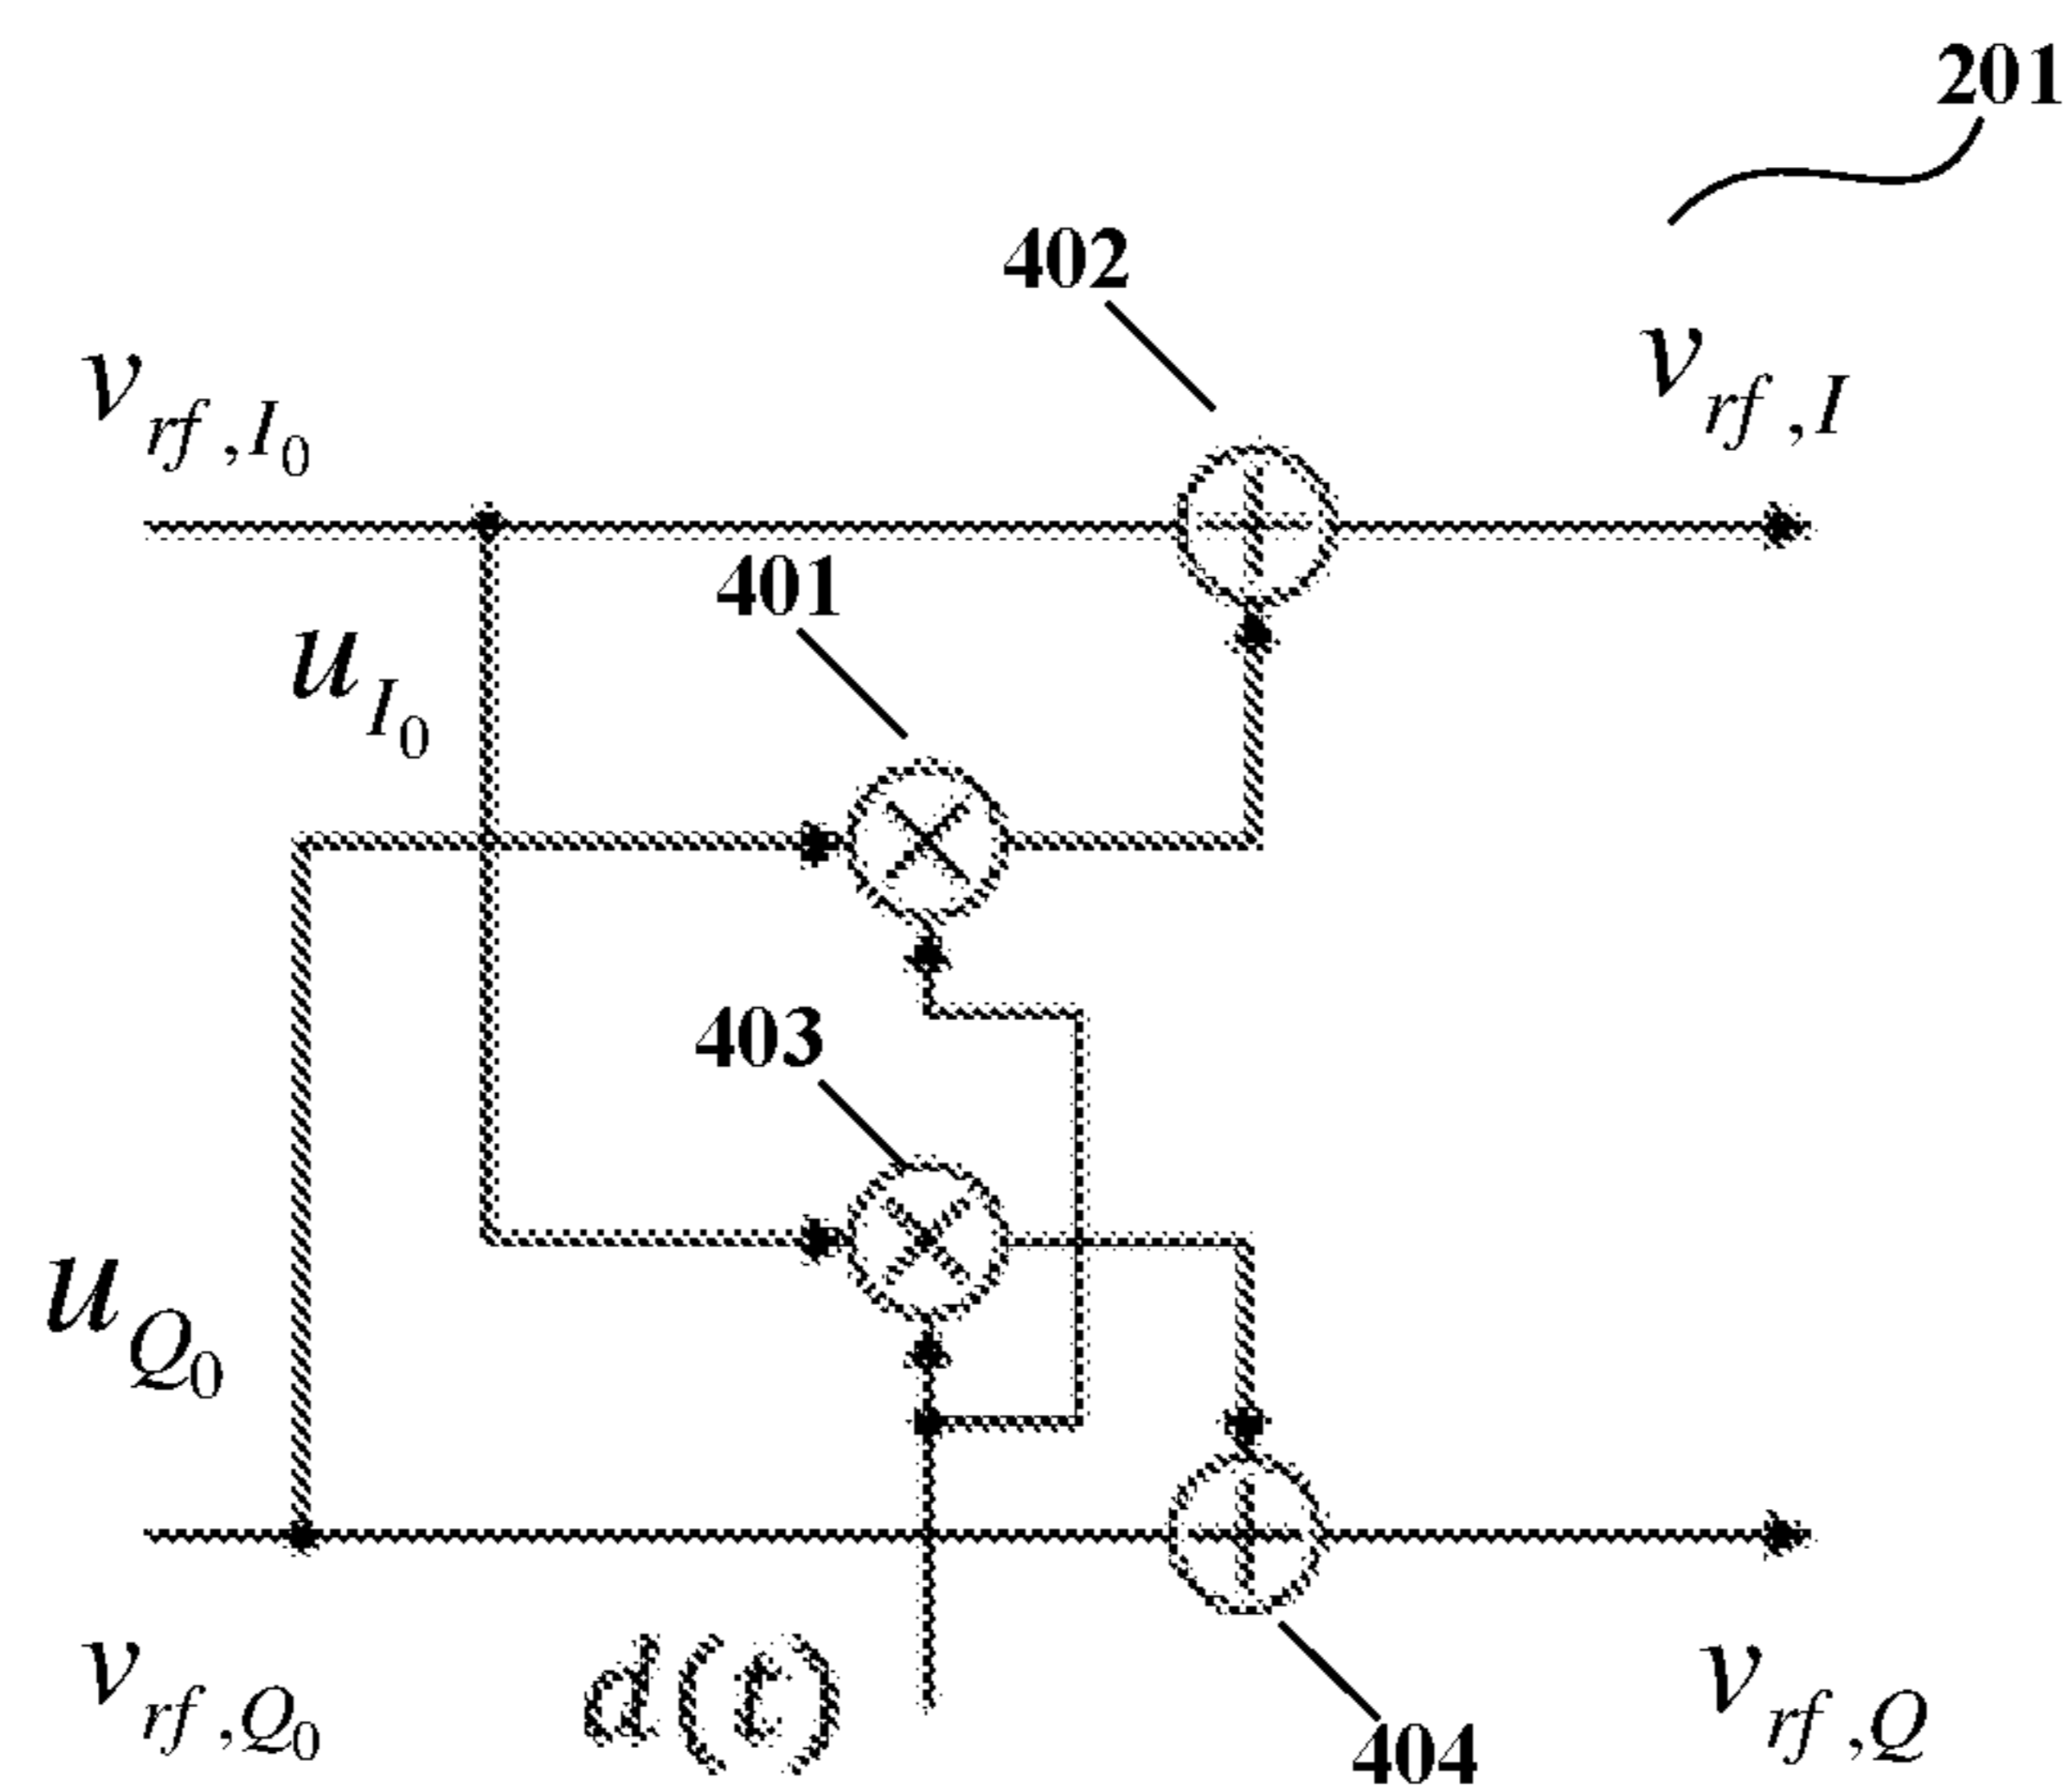 201
402
v_{rf,I_0}
v_{rf,I}
401
u_{I_0}
403
u_{Q_0}
v_{rf,Q_0}
d(t)
v_{rf,Q}
404